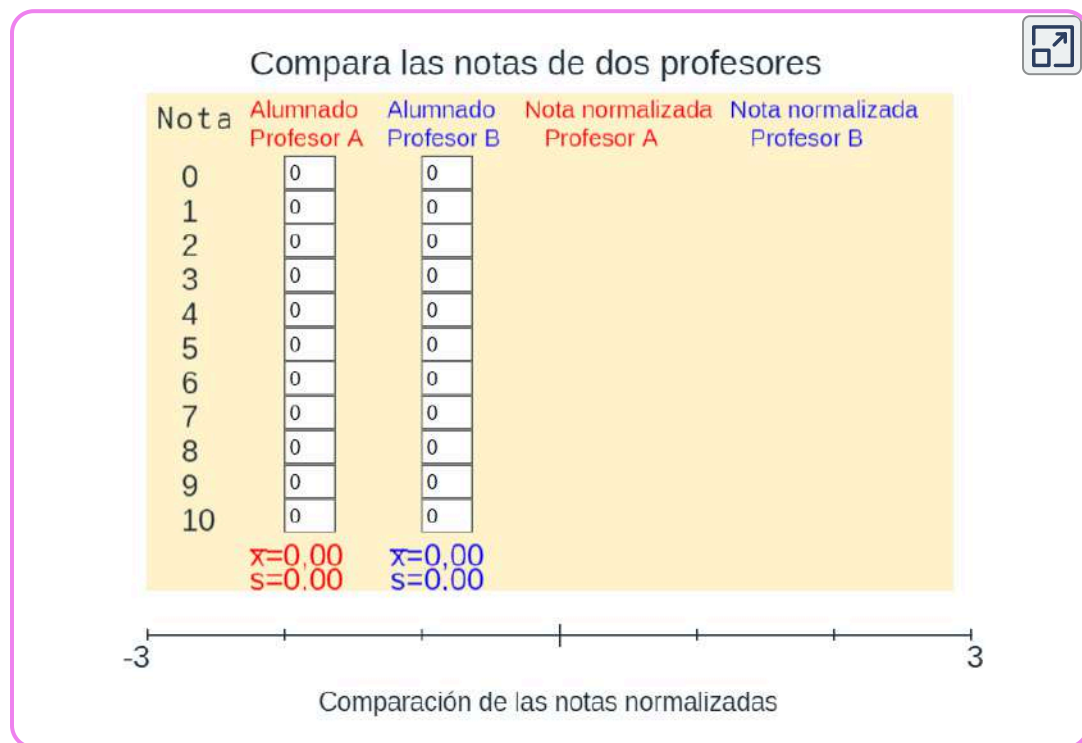 Compara las notas de dos profesores
Nota Alumnado Profesor A Alumnado Profesor B Nota normalizada Profesor A Nota normalizada Profesor B
0 0 0
1 0 0
2 0 0
3 0 0
4 0 0
5 0 0
6 0 0
7 0 0
8 0 0
9 0 0
10 0 0
x̅=0,00 x̅=0,00
s=0,00 s=0,00
-3 3
Comparación de las notas normalizadas